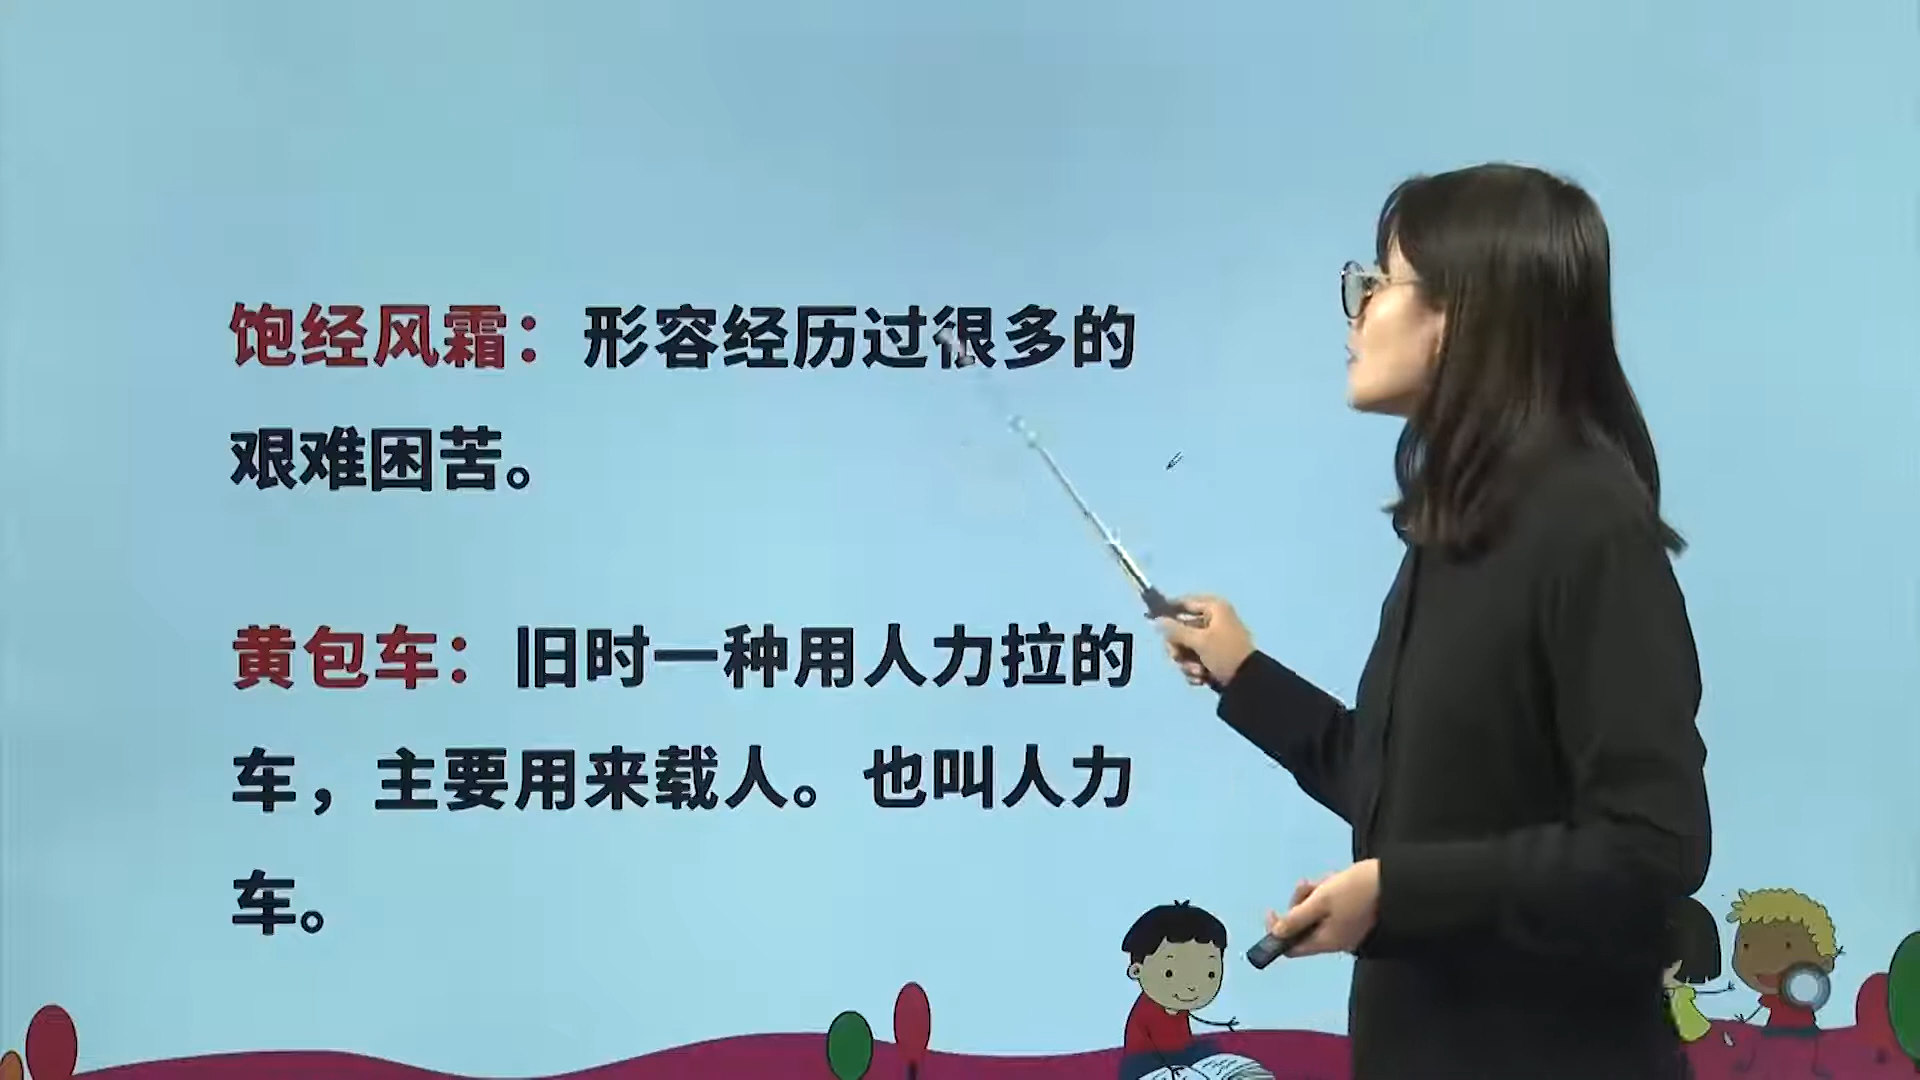 饱经风霜：形容经历过很多的
艰难困苦。
黄包车：旧时一种用人力拉的
车，主要用来载人。也叫人力
车。